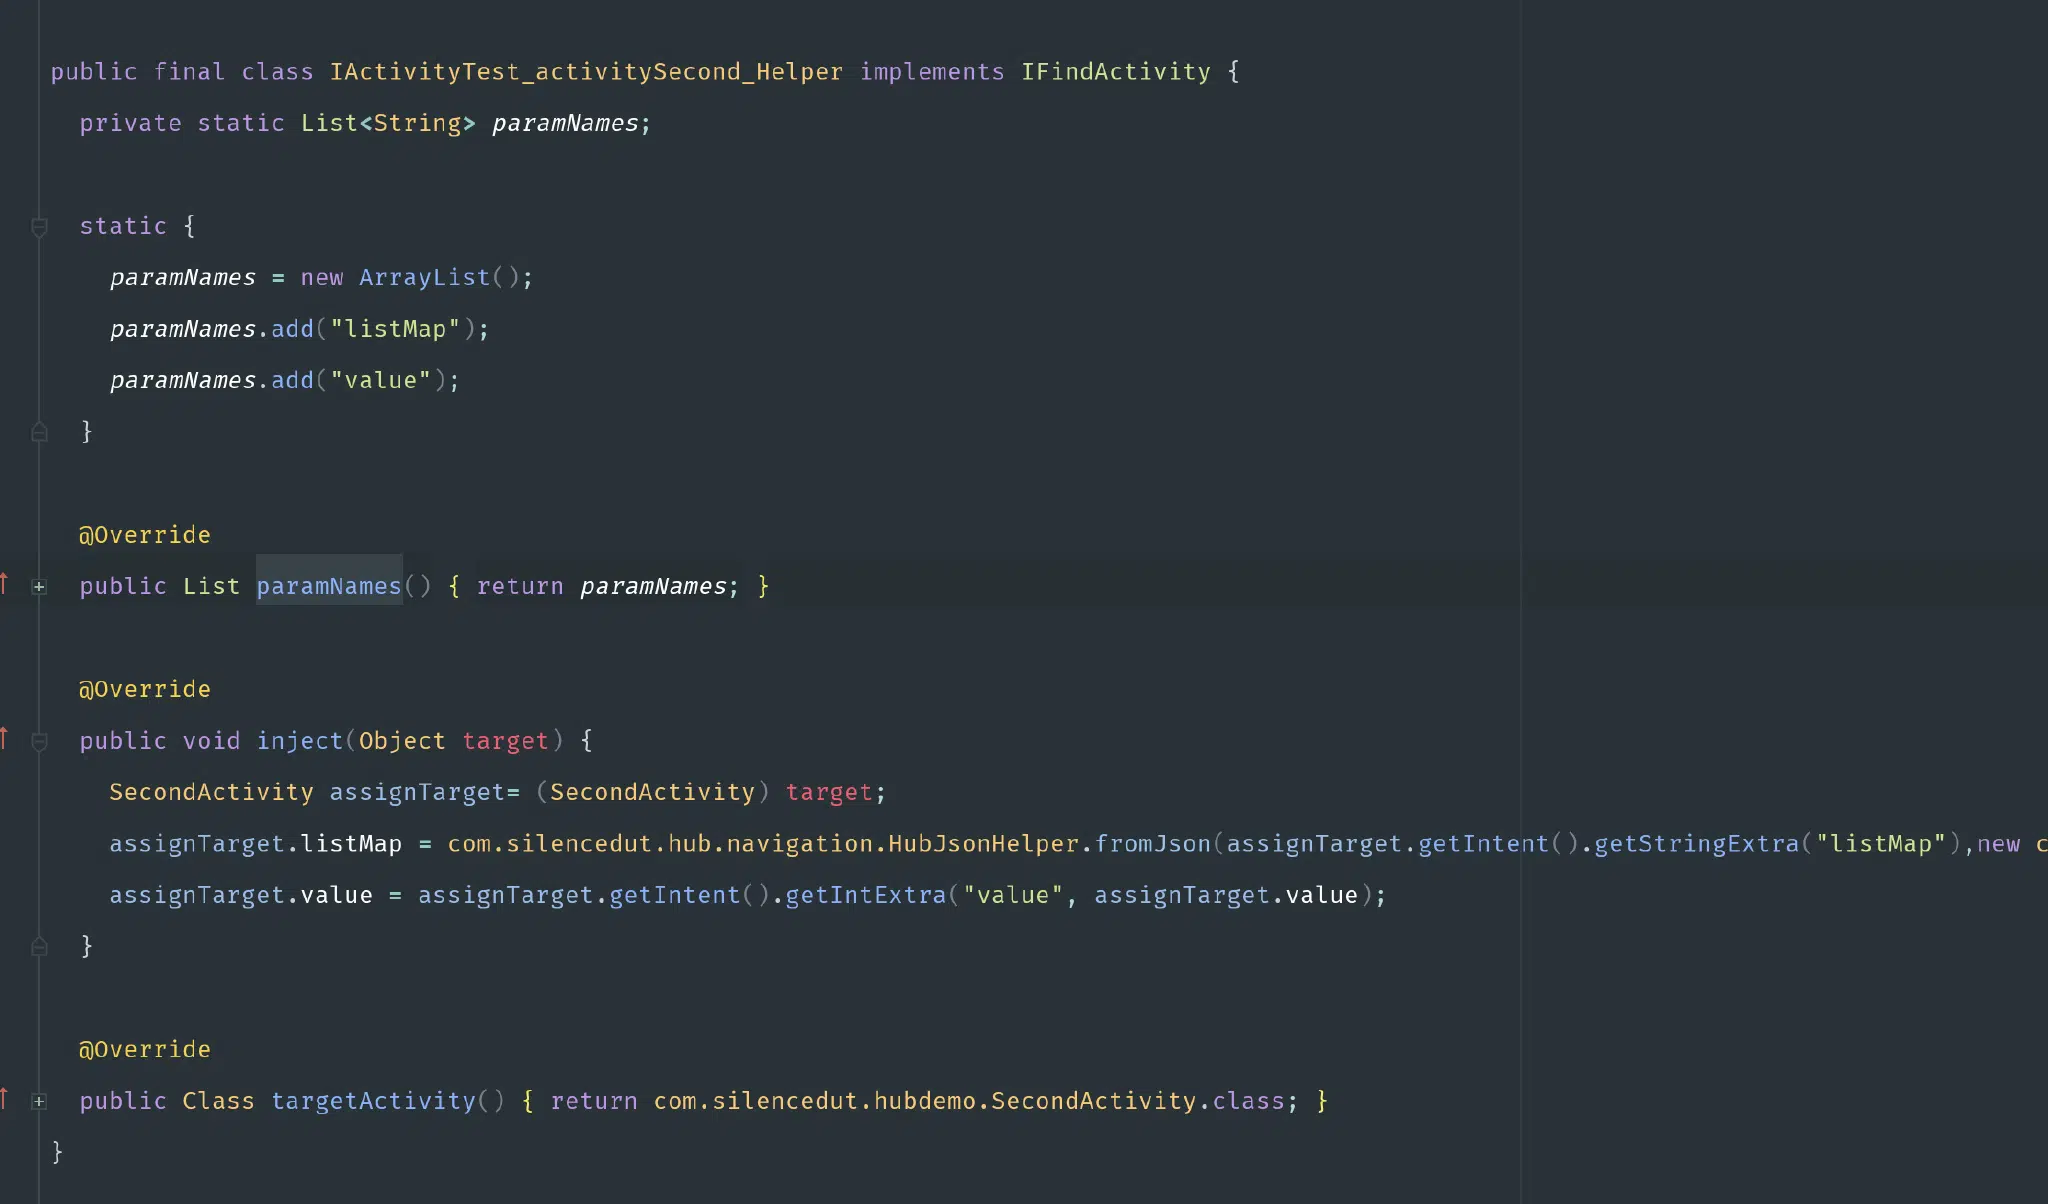 public final class IActivityTest_activitySecond_Helper implements IFindActivity {
private static List<String> paramNames;
static {
paramNames = new ArrayList();
paramNames.add("listMap");
paramNames.add("value");
}
@Override
public List paramNames() { return paramNames; }
@Override
public void inject(Object target) {
SecondActivity assignTarget= (SecondActivity) target;
assignTarget.listMap = com.silencedut.hub.navigation.HubJsonHelper.fromJson(assignTarget.getIntent().getStringExtra("listMap"),new c
assignTarget.value = assignTarget.getIntent().getIntExtra("value", assignTarget.value);
}
@Override
public Class targetActivity() { return com.silencedut.hubdemo.SecondActivity.class; }
}